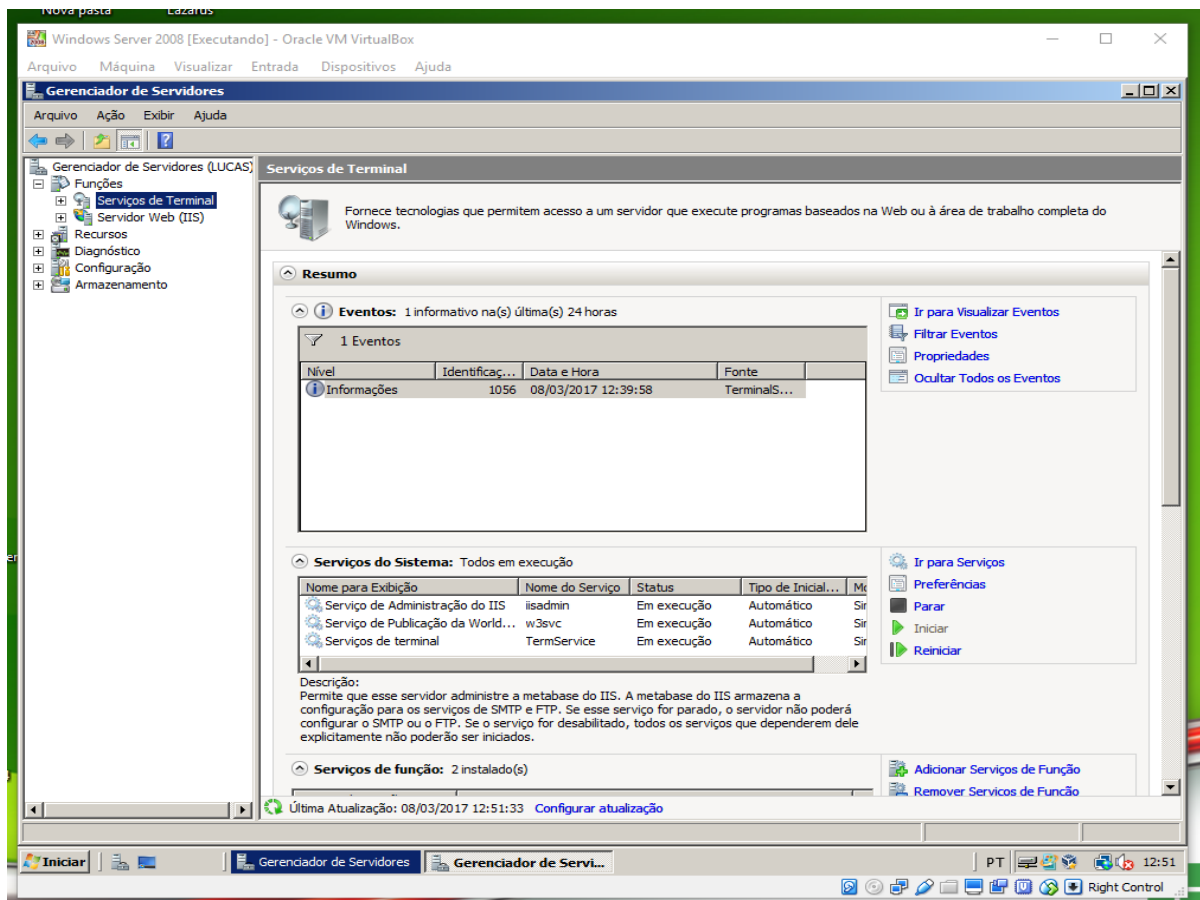 Nova pasta Lazarus
Windows Server 2008 [Executando] - Oracle VM VirtualBox
Arquivo Máquina Visualizar Entrada Dispositivos Ajuda
Gerenciador de Servidores
Arquivo Ação Exibir Ajuda
Gerenciador de Servidores (LUCAS)
Funções
Serviços de Terminal
Servidor Web (IIS)
Recursos
Diagnóstico
Configuração
Armazenamento
Serviços de Terminal
Fornece tecnologias que permitem acesso a um servidor que execute programas baseados na Web ou à área de trabalho completa do
Windows.
Resumo
Eventos: 1 informativo na(s) última(s) 24 horas
1 Eventos
Nível Identificaç... Data e Hora Fonte
Informações 1056 08/03/2017 12:39:58 TerminalS...
Ir para Visualizar Eventos
Filtrar Eventos
Propriedades
Ocultar Todos os Eventos
Serviços do Sistema: Todos em execução
Nome para Exibição Nome do Serviço Status Tipo de Inicial... Mo
Serviço de Administração do IIS iisadmin Em execução Automático Sir
Serviço de Publicação da World... w3svc Em execução Automático Sir
Serviços de terminal TermService Em execução Automático Sir
Descrição:
Permite que esse servidor administre a metabase do IIS. A metabase do IIS armazena a
configuração para os serviços de SMTP e FTP. Se esse serviço for parado, o servidor não poderá
configurar o SMTP ou o FTP. Se o serviço for desabilitado, todos os serviços que dependerem dele
explicitamente não poderão ser iniciados.
Ir para Serviços
Preferências
Parar
Iniciar
Reiniciar
Serviços de função: 2 instalado(s)
Adicionar Serviços de Função
Remover Serviços de Função
Última Atualização: 08/03/2017 12:51:33 Configurar atualização
Iniciar Gerenciador de Servidores Gerenciador de Servi... PT 12:51
Right Control